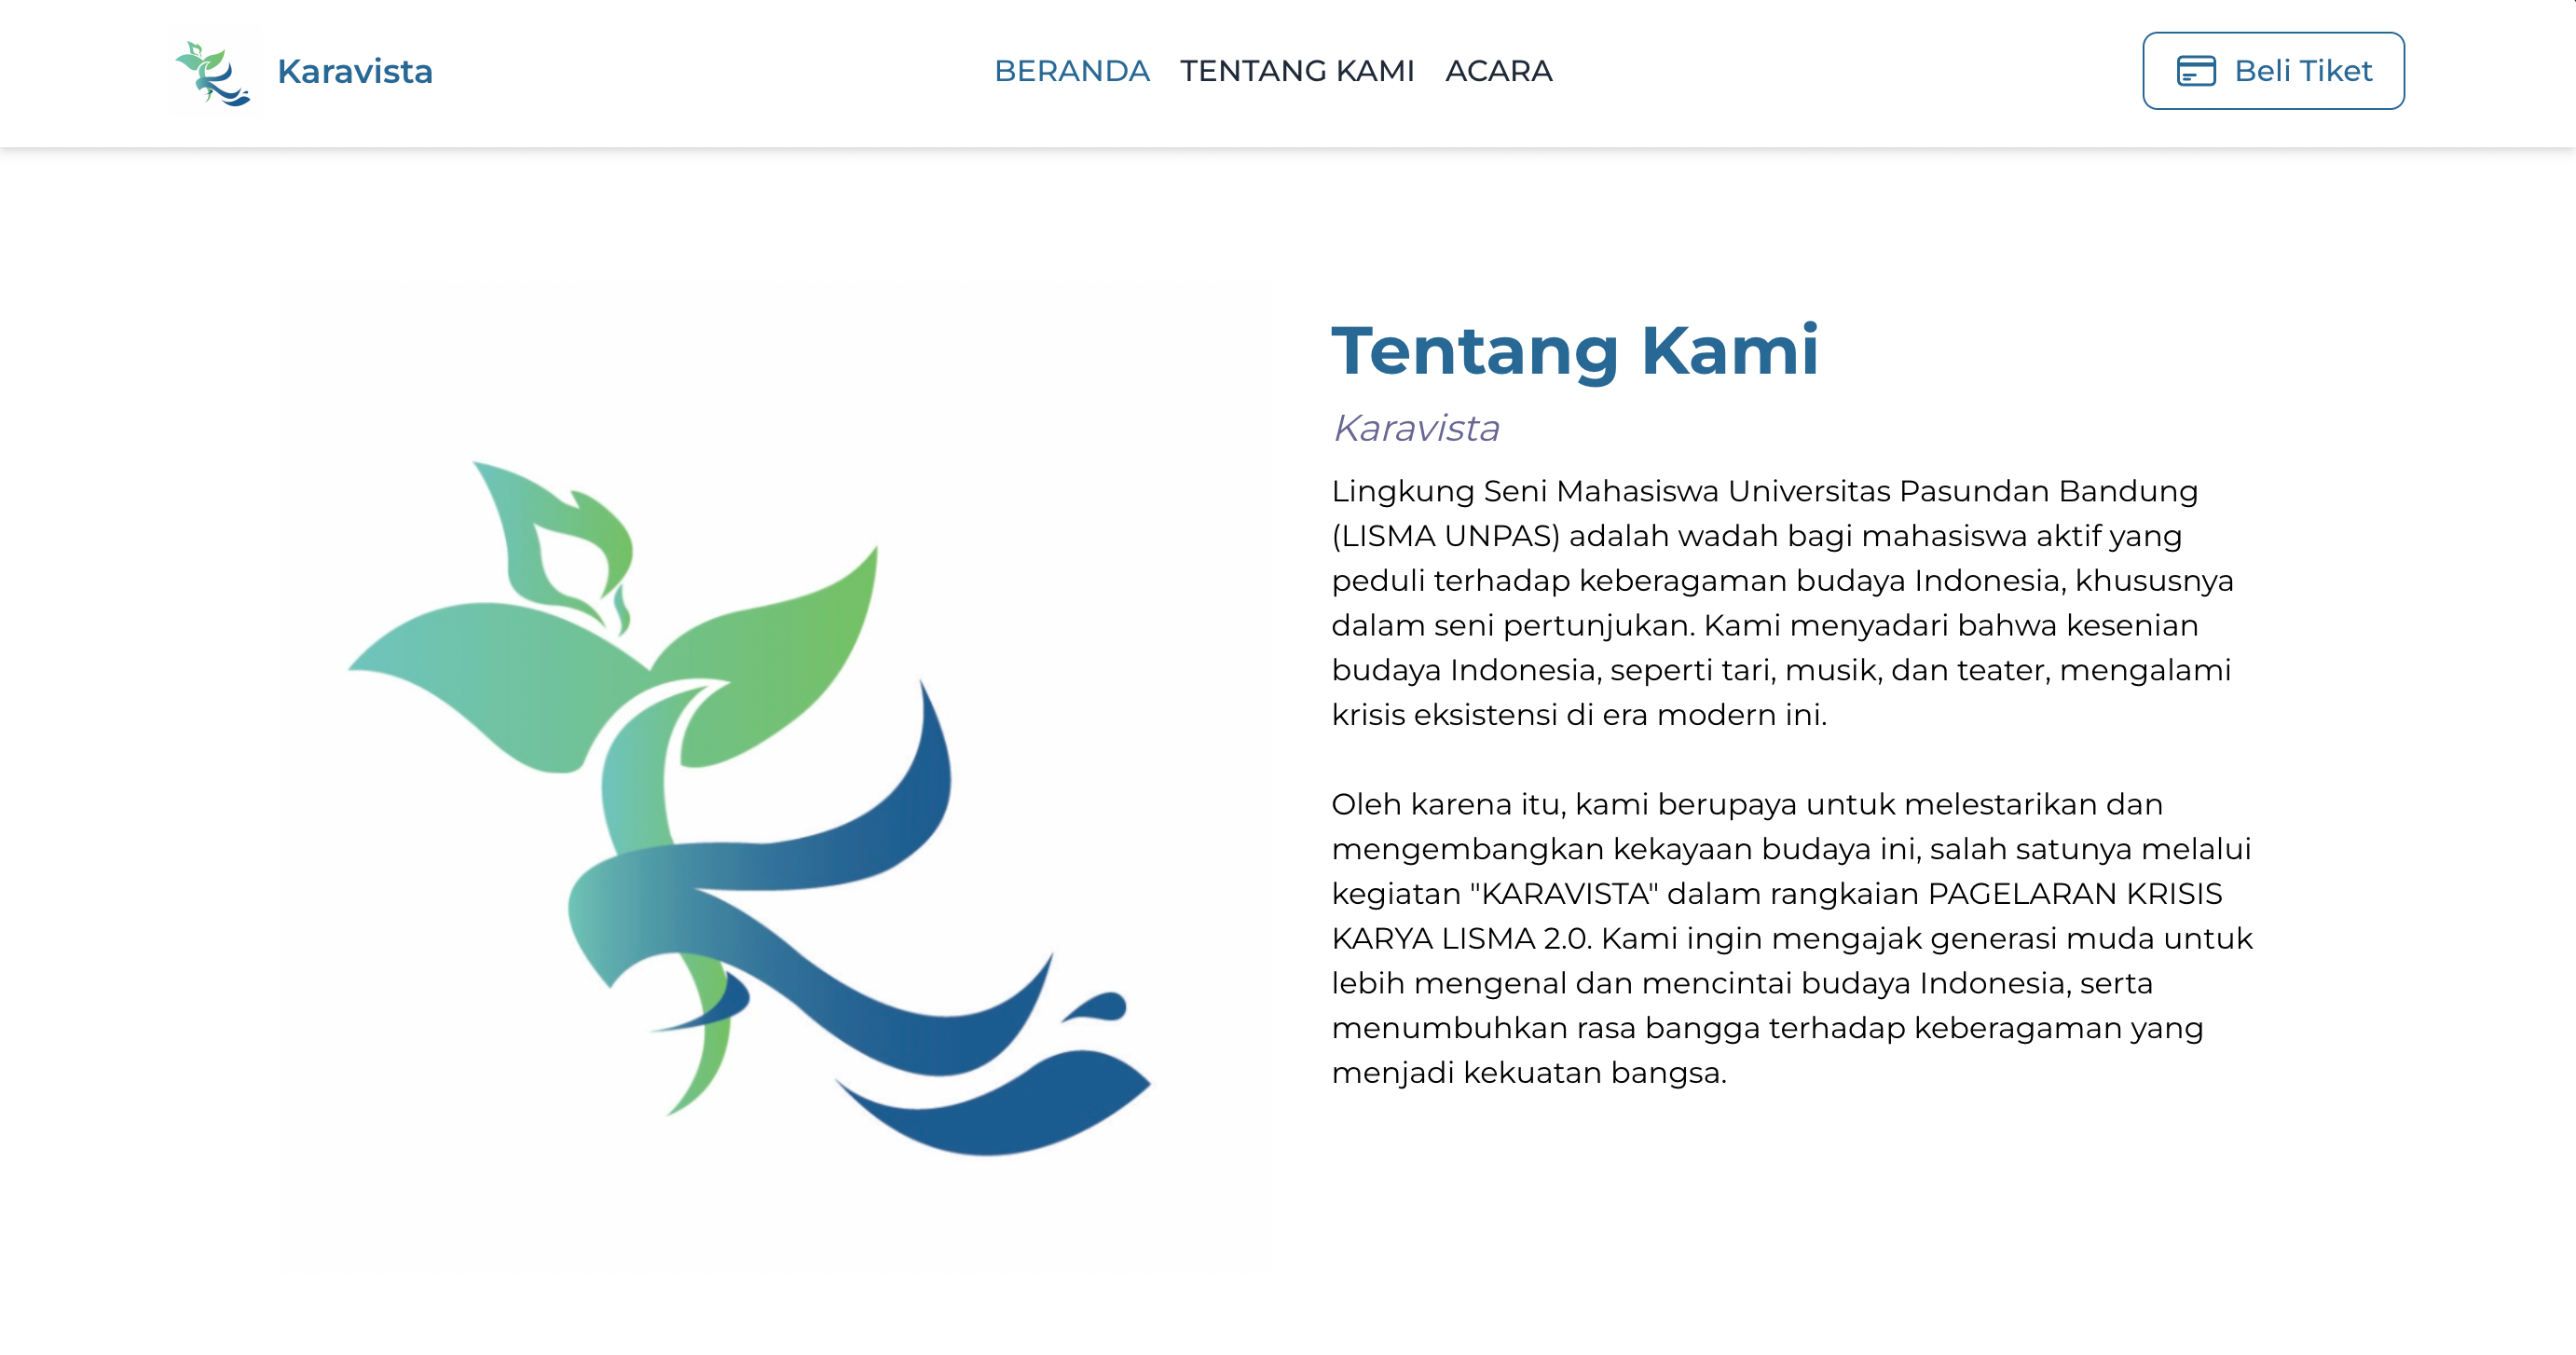 Karavista
BERANDA TENTANG KAMI ACARA
Beli Tiket
Tentang Kami
Karavista
Lingkung Seni Mahasiswa Universitas Pasundan Bandung
(LISMA UNPAS) adalah wadah bagi mahasiswa aktif yang
peduli terhadap keberagaman budaya Indonesia, khususnya
dalam seni pertunjukan. Kami menyadari bahwa kesenian
budaya Indonesia, seperti tari, musik, dan teater, mengalami
krisis eksistensi di era modern ini.
Oleh karena itu, kami berupaya untuk melestarikan dan
mengembangkan kekayaan budaya ini, salah satunya melalui
kegiatan "KARAVISTA" dalam rangkaian PAGELARAN KRISIS
KARYA LISMA 2.0. Kami ingin mengajak generasi muda untuk
lebih mengenal dan mencintai budaya Indonesia, serta
menumbuhkan rasa bangga terhadap keberagaman yang
menjadi kekuatan bangsa.